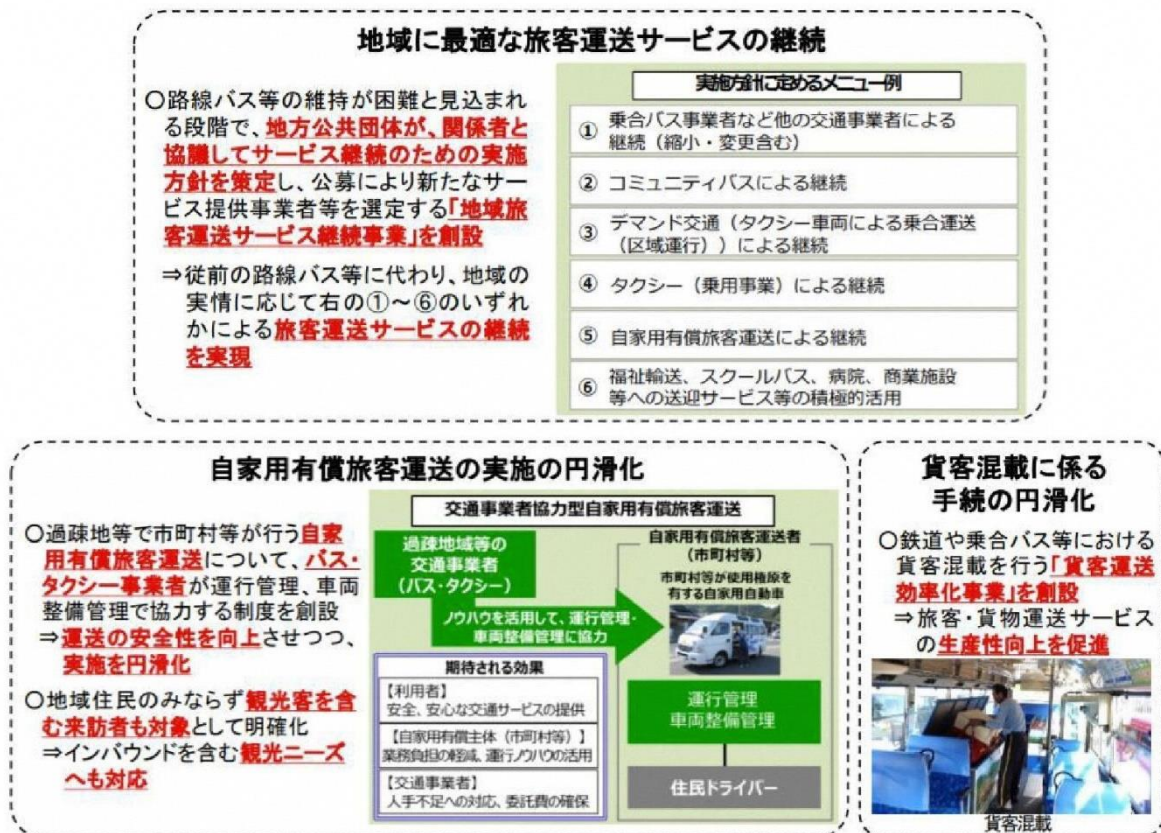 地域に最適な旅客運送サービスの継続
○路線バス等の維持が困難と見込まれ
る段階で、地方公共団体が、関係者と
協議してサービス継続のための実施
方針を策定し、公募により新たなサー
ビス提供事業者等を選定する「地域旅
客運送サービス継続事業」を創設
⇒従前の路線バス等に代わり、地域の
実情に応じて右の①～⑥のいずれ
かによる旅客運送サービスの継続
を実現
実施方針に定めるメニュー例
① 乗合バス事業者など他の交通事業者による
継続（縮小・変更含む）
② コミュニティバスによる継続
③ デマンド交通（タクシー車両による乗合運送
（区域運行））による継続
④ タクシー（乗用事業）による継続
⑤ 自家用有償旅客運送による継続
⑥ 福祉輸送、スクールバス、病院、商業施設
等への送迎サービス等の積極的活用
自家用有償旅客運送の実施の円滑化
○過疎地等で市町村等が行う自家
用有償旅客運送について、バス・
タクシー事業者が運行管理、車両
整備管理で協力する制度を創設
⇒運送の安全性を向上させつつ、
実施を円滑化
○地域住民のみならず観光客を含
む来訪者も対象として明確化
⇒インバウンドを含む観光ニーズ
へも対応
交通事業者協力型自家用有償旅客運送
過疎地域等の
交通事業者
（バス・タクシー）
ノウハウを活用して、運行管理・
車両整備管理に協力
期待される効果
【利用者】
安全、安心な交通サービスの提供
【自家用有償主体（市町村等）】
業務負担の軽減、運行ノウハウの活用
【交通事業者】
人手不足への対応、委託費の確保
自家用有償旅客運送者
（市町村等）
市町村等が使用権原を
有する自家用自動車
運行管理
車両整備管理
住民ドライバー
貨客混載に係る
手続の円滑化
○鉄道や乗合バス等における
貨客混載を行う「貨客運送
効率化事業」を創設
⇒旅客・貨物運送サービス
の生産性向上を促進
貨客混載